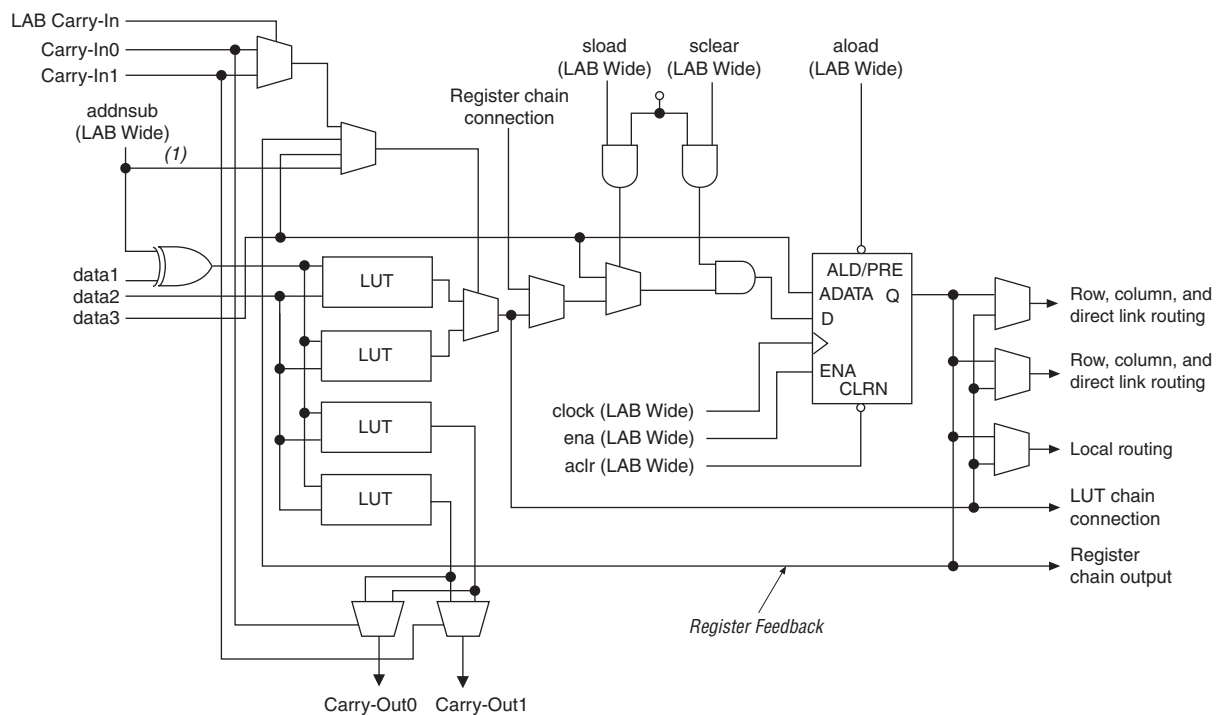 LAB Carry-In
Carry-In0
Carry-In1
addnsub
(LAB Wide)
(1)
data1
data2
data3
Register chain
connection
sload
(LAB Wide)
sclear
(LAB Wide)
aload
(LAB Wide)
LUT
LUT
LUT
LUT
ALD/PRE
ADATA
Q
D
ENA
CLRN
clock (LAB Wide)
ena (LAB Wide)
aclr (LAB Wide)
Row, column, and
direct link routing
Row, column, and
direct link routing
Local routing
LUT chain
connection
Register
chain output
Register Feedback
Carry-Out0
Carry-Out1